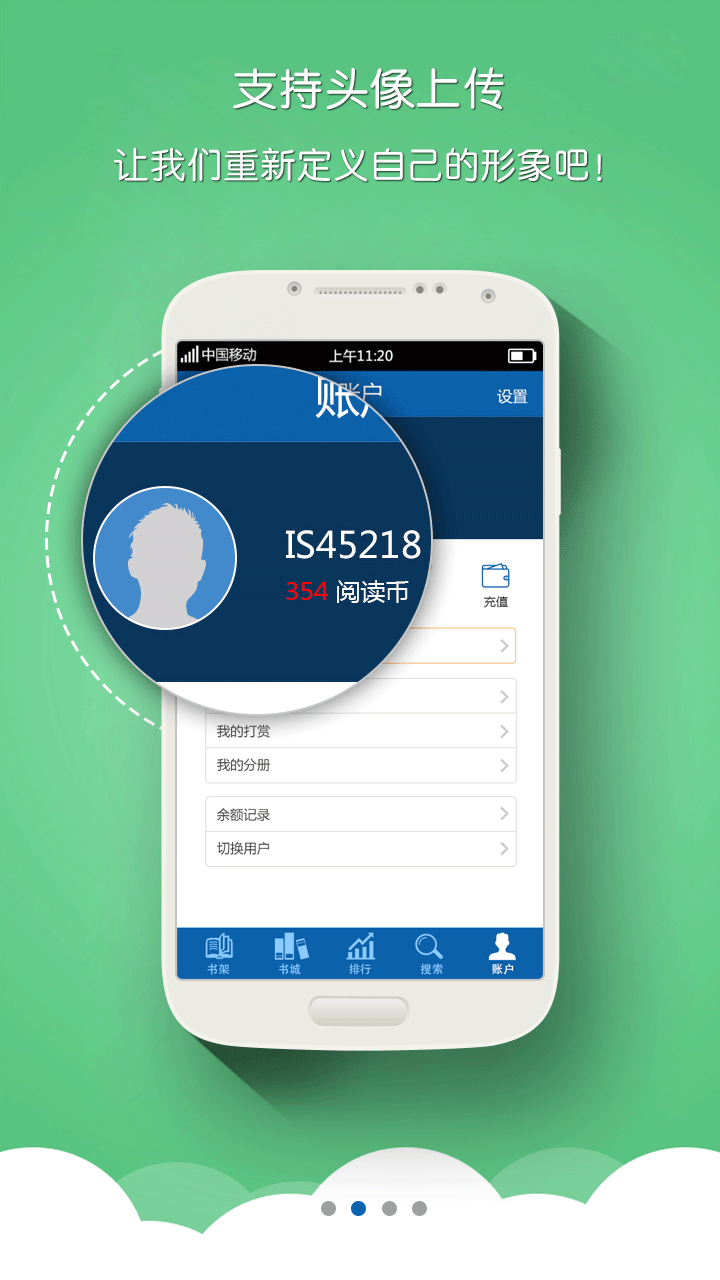 支持头像上传
让我们重新定义自己的形象吧！
中国移动 上午11:20
账户 设置
IS45218
354 阅读币
充值
我的打赏
我的分册
余额记录
切换用户
书架 书城 排行 搜索 账户